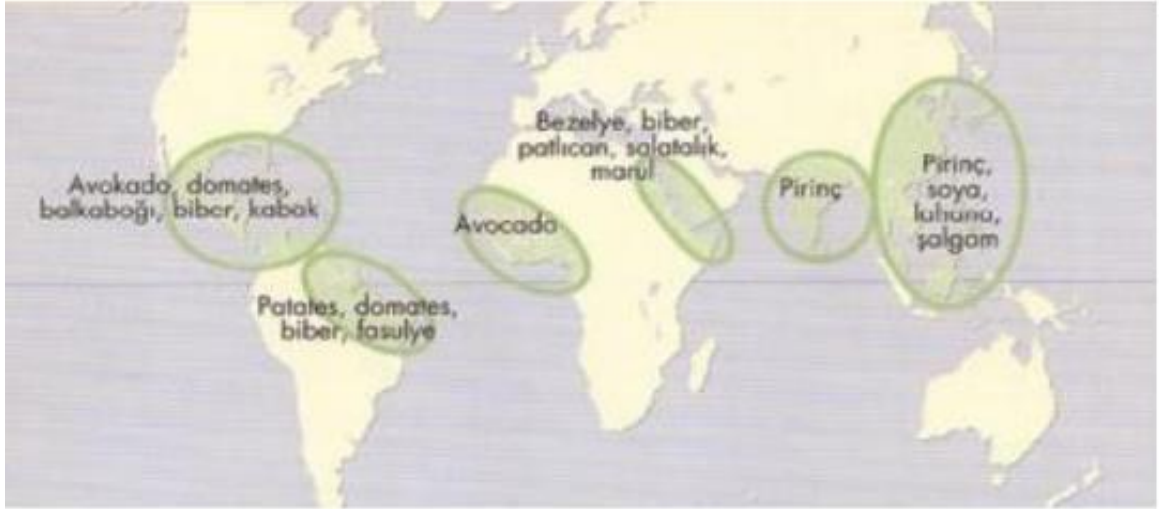 Avokado, domates,
balkabağı, biber, kabak
Patates, domates,
biber, fasulye
Avocado
Bezelye, biber,
patlıcan, salatalık,
marul
Pirinç
Pirinç,
soya,
lahana,
şalgam